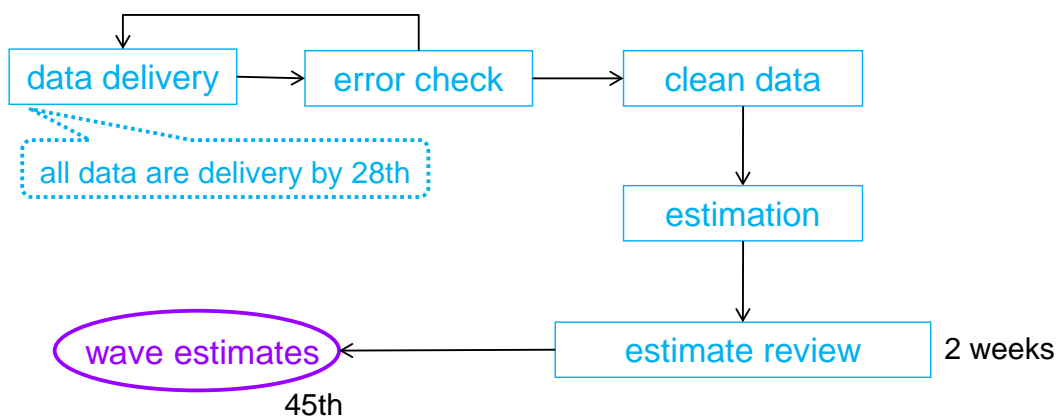 data delivery
error check
clean data
all data are delivery by 28th
estimation
wave estimates
estimate review
2 weeks
45th